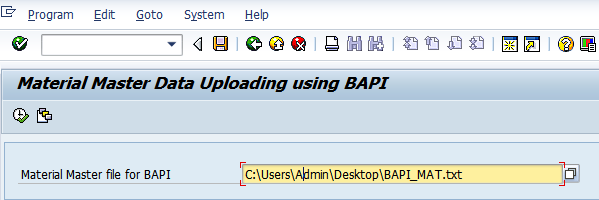 Program Edit Goto System Help
Material Master Data Uploading using BAPI
Material Master file for BAPI C:\Users\Admin\Desktop\BAPI_MAT.txt